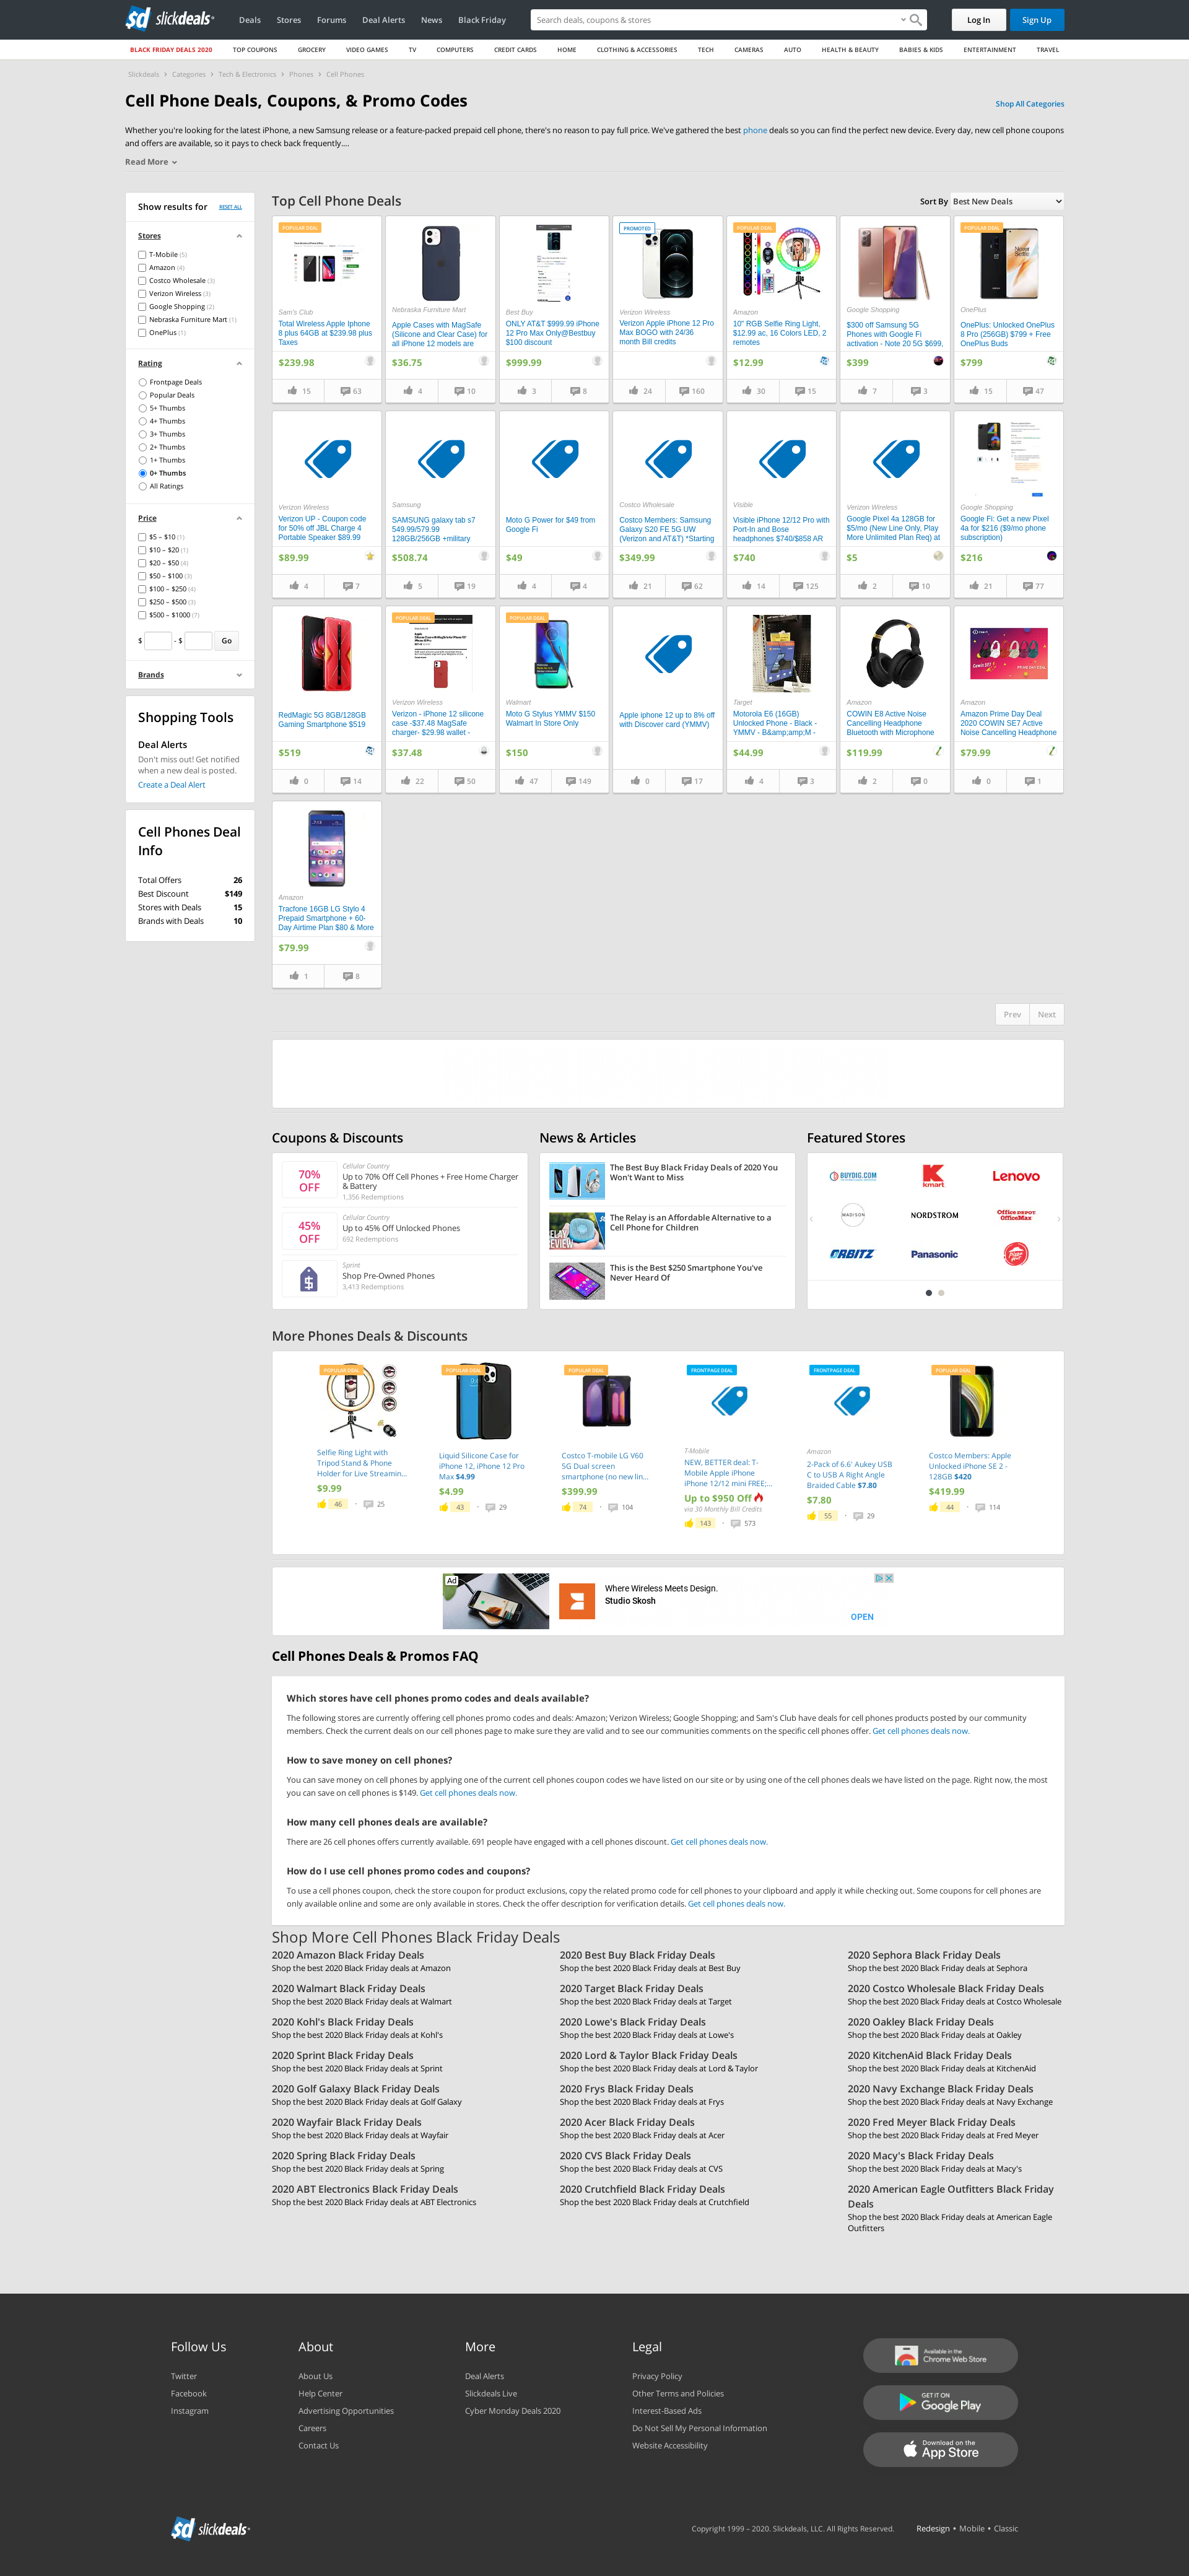 slickdeals
Deals Stores Forums Deal Alerts News Black Friday
Search deals, coupons & stores
Log In Sign Up
BLACK FRIDAY DEALS 2020 TOP COUPONS GROCERY VIDEO GAMES TV COMPUTERS CREDIT CARDS HOME CLOTHING & ACCESSORIES TECH CAMERAS AUTO HEALTH & BEAUTY BABIES & KIDS ENTERTAINMENT TRAVEL
Slickdeals > Categories > Tech & Electronics > Phones > Cell Phones
Cell Phone Deals, Coupons, & Promo Codes
Shop All Categories
Whether you're looking for the latest iPhone, a new Samsung release or a feature-packed prepaid cell phone, there's no reason to pay full price. We've gathered the best phone deals so you can find the perfect new device. Every day, new cell phone coupons
and offers are available, so it pays to check back frequently....
Read More
Show results for RESET ALL
Stores
T-Mobile (5)
Amazon (4)
Costco Wholesale (3)
Verizon Wireless (3)
Google Shopping (2)
Nebraska Furniture Mart (1)
OnePlus (1)
Rating
Frontpage Deals
Popular Deals
5+ Thumbs
4+ Thumbs
3+ Thumbs
2+ Thumbs
1+ Thumbs
0+ Thumbs
All Ratings
Price
$5 – $10 (1)
$10 – $20 (1)
$20 – $50 (4)
$50 – $100 (3)
$100 – $250 (4)
$250 – $500 (3)
$500 – $1000 (7)
$ - $ Go
Brands
Shopping Tools
Deal Alerts
Don't miss out! Get notified
when a new deal is posted.
Create a Deal Alert
Cell Phones Deal
Info
Total Offers 26
Best Discount $149
Stores with Deals 15
Brands with Deals 10
Top Cell Phone Deals
Sort By Best New Deals
POPULAR DEAL
Sam's Club
Total Wireless Apple Iphone
8 plus 64GB at $239.98 plus
Taxes
$239.98
15 63
Nebraska Furniture Mart
Apple Cases with MagSafe
(Silicone and Clear Case) for
all iPhone 12 models are
$36.75
4 10
Best Buy
ONLY AT&T $999.99 iPhone
12 Pro Max Only@Bestbuy
$100 discount
$999.99
3 8
PROMOTED
Verizon Wireless
Verizon Apple iPhone 12 Pro
Max BOGO with 24/36
month Bill credits
24 160
POPULAR DEAL
Amazon
10" RGB Selfie Ring Light,
$12.99 ac, 16 Colors LED, 2
remotes
$12.99
30 15
Google Shopping
$300 off Samsung 5G
Phones with Google Fi
activation - Note 20 5G $699,
$399
7 3
POPULAR DEAL
OnePlus
OnePlus: Unlocked OnePlus
8 Pro (256GB) $799 + Free
OnePlus Buds
$799
15 47
Verizon Wireless
Verizon UP - Coupon code
for 50% off JBL Charge 4
Portable Speaker $89.99
$89.99
4 7
Samsung
SAMSUNG galaxy tab s7
549.99/579.99
128GB/256GB +military
$508.74
5 19
Moto G Power for $49 from
Google Fi
$49
4 4
Costco Wholesale
Costco Members: Samsung
Galaxy S20 FE 5G UW
(Verizon and AT&T) *Starting
$349.99
21 62
Visible
Visible iPhone 12/12 Pro with
Port-In and Bose
headphones $740/$858 AR
$740
14 125
Verizon Wireless
Google Pixel 4a 128GB for
$5/mo (New Line Only, Play
More Unlimited Plan Req) at
$5
2 10
Google Shopping
Google Fi: Get a new Pixel
4a for $216 ($9/mo phone
subscription)
$216
21 77
RedMagic 5G 8GB/128GB
Gaming Smartphone $519
$519
0 14
POPULAR DEAL
Verizon Wireless
Verizon - iPhone 12 silicone
case -$37.48 MagSafe
charger- $29.98 wallet -
$37.48
22 50
POPULAR DEAL
Walmart
Moto G Stylus YMMV $150
Walmart In Store Only
$150
47 149
Apple iphone 12 up to 8% off
with Discover card (YMMV)
0 17
Target
Motorola E6 (16GB)
Unlocked Phone - Black -
YMMV - B&amp;amp;M -
$44.99
4 3
Amazon
COWIN E8 Active Noise
Cancelling Headphone
Bluetooth with Microphone
$119.99
2 0
Amazon
Amazon Prime Day Deal
2020 COWIN SE7 Active
Noise Cancelling Headphone
$79.99
0 1
Amazon
Tracfone 16GB LG Stylo 4
Prepaid Smartphone + 60-
Day Airtime Plan $80 & More
$79.99
1 8
Prev Next
Coupons & Discounts
70%
OFF
Cellular Country
Up to 70% Off Cell Phones + Free Home Charger
& Battery
1,356 Redemptions
45%
OFF
Cellular Country
Up to 45% Off Unlocked Phones
692 Redemptions
Sprint
Shop Pre-Owned Phones
3,413 Redemptions
News & Articles
The Best Buy Black Friday Deals of 2020 You
Won't Want to Miss
The Relay is an Affordable Alternative to a
Cell Phone for Children
This is the Best $250 Smartphone You've
Never Heard Of
Featured Stores
BUYDIG.COM kmart Lenovo
MADISON NORDSTROM Office DEPOT OfficeMax
ORBITZ Panasonic
More Phones Deals & Discounts
POPULAR DEAL
Selfie Ring Light with
Tripod Stand & Phone
Holder for Live Streamin...
$9.99
46 • 25
POPULAR DEAL
Liquid Silicone Case for
iPhone 12, iPhone 12 Pro
Max $4.99
$4.99
43 • 29
POPULAR DEAL
Costco T-mobile LG V60
5G Dual screen
smartphone (no new lin...
$399.99
74 • 104
FRONTPAGE DEAL
T-Mobile
NEW, BETTER deal: T-
Mobile Apple iPhone
iPhone 12/12 mini FREE;...
Up to $950 Off
via 30 Monthly Bill Credits
143 • 573
FRONTPAGE DEAL
Amazon
2-Pack of 6.6' Aukey USB
C to USB A Right Angle
Braided Cable $7.80
$7.80
55 • 29
POPULAR DEAL
Costco Members: Apple
Unlocked iPhone SE 2 -
128GB $420
$419.99
44 • 114
Ad
Where Wireless Meets Design.
Studio Skosh
OPEN
Cell Phones Deals & Promos FAQ
Which stores have cell phones promo codes and deals available?
The following stores are currently offering cell phones promo codes and deals: Amazon; Verizon Wireless; Google Shopping; and Sam's Club have deals for cell phones products posted by our community
members. Check the current deals on our cell phones page to make sure they are valid and to see our communities comments on the specific cell phones offer. Get cell phones deals now.
How to save money on cell phones?
You can save money on cell phones by applying one of the current cell phones coupon codes we have listed on our site or by using one of the cell phones deals we have listed on the page. Right now, the most
you can save on cell phones is $149. Get cell phones deals now.
How many cell phones deals are available?
There are 26 cell phones offers currently available. 691 people have engaged with a cell phones discount. Get cell phones deals now.
How do I use cell phones promo codes and coupons?
To use a cell phones coupon, check the store coupon for product exclusions, copy the related promo code for cell phones to your clipboard and apply it while checking out. Some coupons for cell phones are
only available online and some are only available in stores. Check the offer description for verification details. Get cell phones deals now.
Shop More Cell Phones Black Friday Deals
2020 Amazon Black Friday Deals
Shop the best 2020 Black Friday deals at Amazon
2020 Best Buy Black Friday Deals
Shop the best 2020 Black Friday deals at Best Buy
2020 Sephora Black Friday Deals
Shop the best 2020 Black Friday deals at Sephora
2020 Walmart Black Friday Deals
Shop the best 2020 Black Friday deals at Walmart
2020 Target Black Friday Deals
Shop the best 2020 Black Friday deals at Target
2020 Costco Wholesale Black Friday Deals
Shop the best 2020 Black Friday deals at Costco Wholesale
2020 Kohl's Black Friday Deals
Shop the best 2020 Black Friday deals at Kohl's
2020 Lowe's Black Friday Deals
Shop the best 2020 Black Friday deals at Lowe's
2020 Oakley Black Friday Deals
Shop the best 2020 Black Friday deals at Oakley
2020 Sprint Black Friday Deals
Shop the best 2020 Black Friday deals at Sprint
2020 Lord & Taylor Black Friday Deals
Shop the best 2020 Black Friday deals at Lord & Taylor
2020 KitchenAid Black Friday Deals
Shop the best 2020 Black Friday deals at KitchenAid
2020 Golf Galaxy Black Friday Deals
Shop the best 2020 Black Friday deals at Golf Galaxy
2020 Frys Black Friday Deals
Shop the best 2020 Black Friday deals at Frys
2020 Navy Exchange Black Friday Deals
Shop the best 2020 Black Friday deals at Navy Exchange
2020 Wayfair Black Friday Deals
Shop the best 2020 Black Friday deals at Wayfair
2020 Acer Black Friday Deals
Shop the best 2020 Black Friday deals at Acer
2020 Fred Meyer Black Friday Deals
Shop the best 2020 Black Friday deals at Fred Meyer
2020 Spring Black Friday Deals
Shop the best 2020 Black Friday deals at Spring
2020 CVS Black Friday Deals
Shop the best 2020 Black Friday deals at CVS
2020 Macy's Black Friday Deals
Shop the best 2020 Black Friday deals at Macy's
2020 ABT Electronics Black Friday Deals
Shop the best 2020 Black Friday deals at ABT Electronics
2020 Crutchfield Black Friday Deals
Shop the best 2020 Black Friday deals at Crutchfield
2020 American Eagle Outfitters Black Friday
Deals
Shop the best 2020 Black Friday deals at American Eagle
Outfitters
Follow Us
Twitter
Facebook
Instagram
About
About Us
Help Center
Advertising Opportunities
Careers
Contact Us
More
Deal Alerts
Slickdeals Live
Cyber Monday Deals 2020
Legal
Privacy Policy
Other Terms and Policies
Interest-Based Ads
Do Not Sell My Personal Information
Website Accessibility
Available in the
Chrome Web Store
GET IT ON
Google Play
Download on the
App Store
slickdeals
Copyright 1999 – 2020. Slickdeals, LLC. All Rights Reserved. Redesign • Mobile • Classic